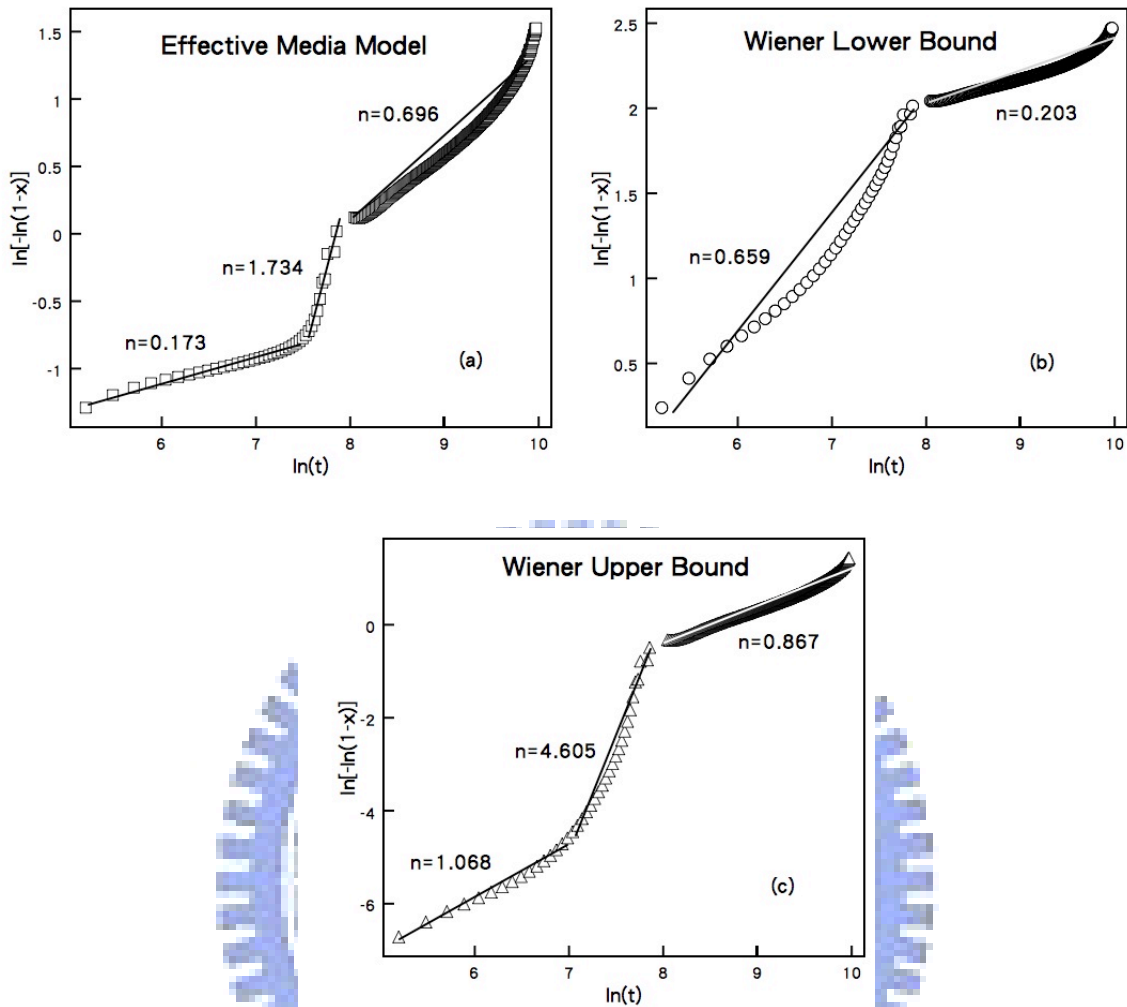 Effective Media Model
1.5
1
0.5
0
-0.5
-1
ln[-ln(1-x)]
n=0.696
n=1.734
n=0.173
(a)
6 7 8 9 10
ln(t)
Wiener Lower Bound
2.5
2
1.5
1
0.5
ln[-ln(1-x)]
n=0.203
n=0.659
(b)
6 7 8 9 10
ln(t)
Wiener Upper Bound
0
-2
-4
-6
ln[-ln(1-x)]
n=0.867
n=4.605
n=1.068
(c)
6 7 8 9 10
ln(t)